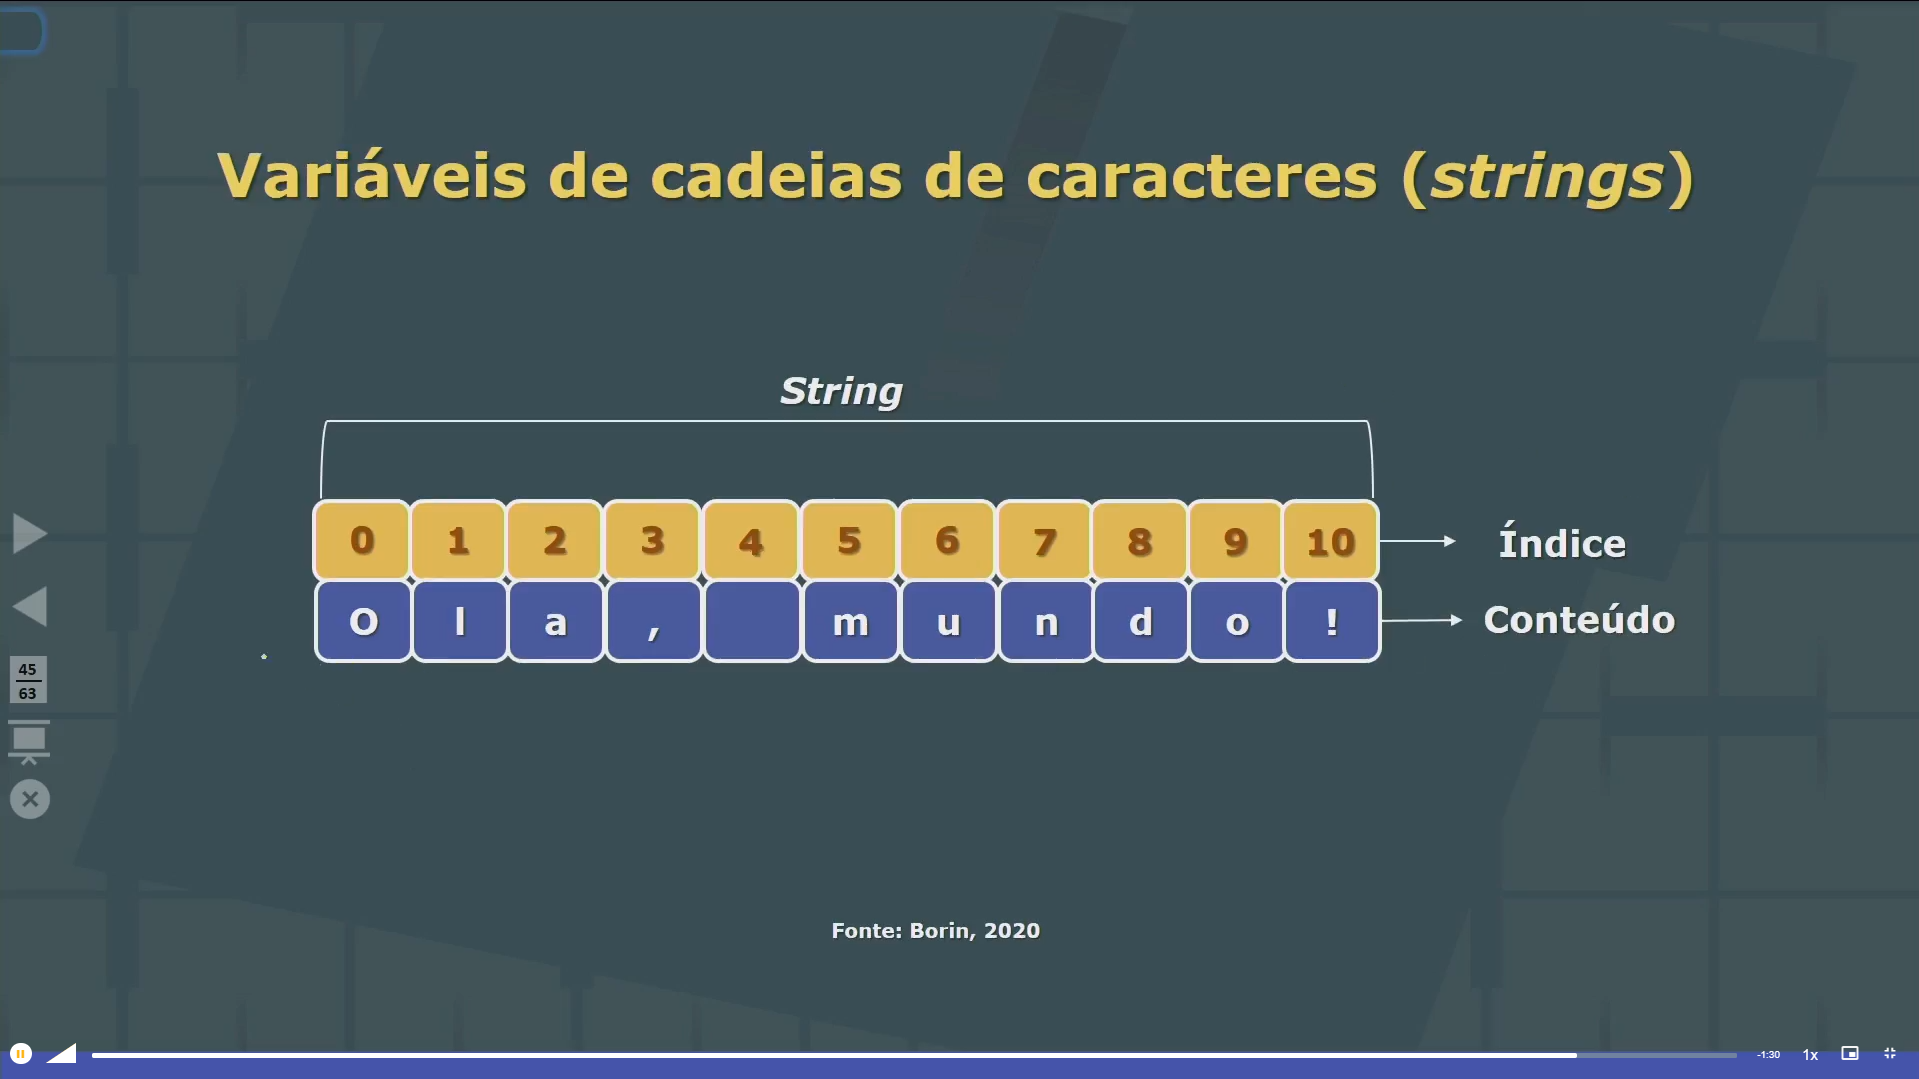 Variáveis de cadeias de caracteres (strings)
String
0 1 2 3 4 5 6 7 8 9 10 Índice
O l a , m u n d o ! Conteúdo
45
63
Fonte: Borin, 2020
-1:30 1x